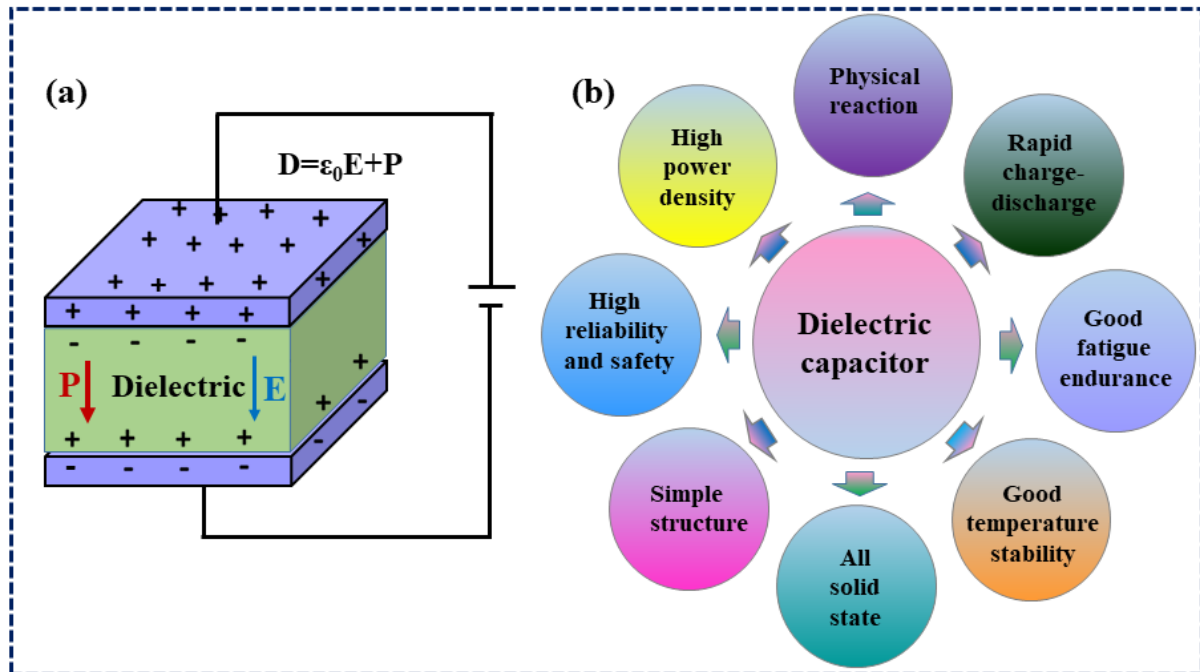 (a)
D=ε₀E+P
P
Dielectric
E
(b)
Dielectric
capacitor
Physical
reaction
Rapid
charge-
discharge
Good
fatigue
endurance
Good
temperature
stability
All
solid
state
Simple
structure
High
reliability
and safety
High
power
density